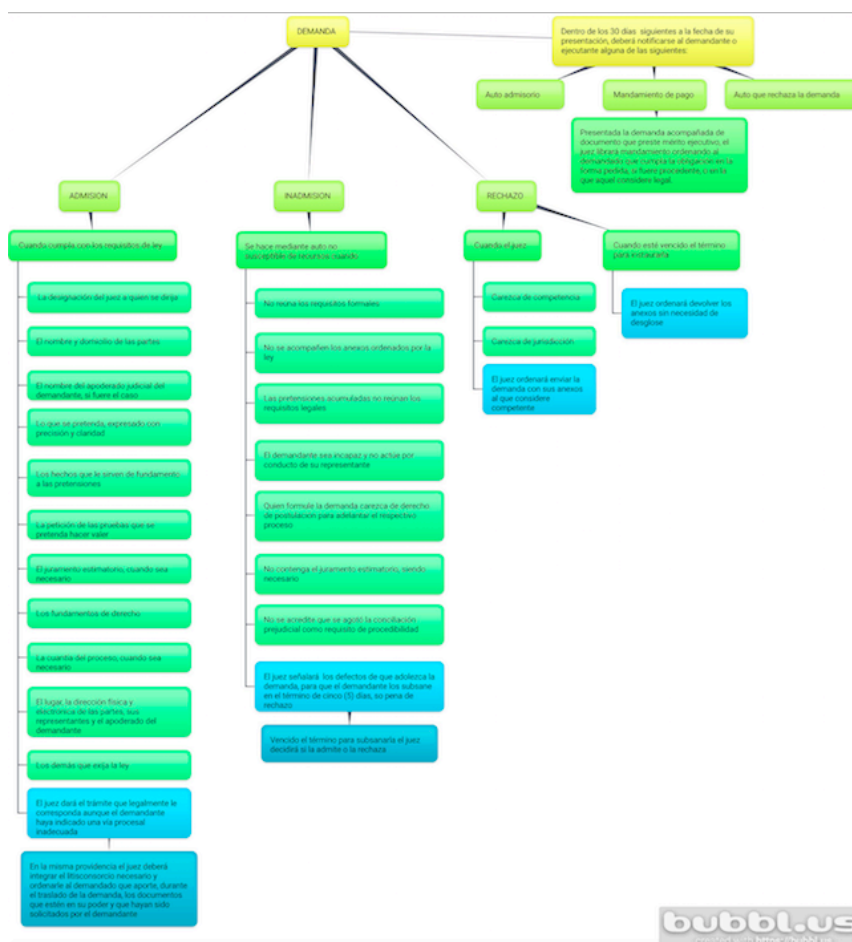 DEMANDA
Dentro de los 30 días siguientes a la fecha de su
presentación, deberá notificarse al demandante o
ejecutante alguna de las siguientes:
Auto admisorio
Mandamiento de pago
Auto que rechaza la demanda
Presentada la demanda acompañada de
documento que preste mérito ejecutivo, el
juez librará mandamiento ordenando al
demandado que cumpla la obligación en la
forma pedida, si fuere procedente, o en la
que aquel considere legal.
ADMISION
INADMISION
RECHAZO
Cuando cumpla con los requisitos de ley
La designación del juez a quien se dirija
El nombre y domicilio de las partes
El nombre del apoderado judicial del
demandante, si fuere el caso
Lo que se pretenda, expresado con
precisión y claridad
Los hechos que le sirven de fundamento
a las pretensiones
La petición de las pruebas que se
pretenda hacer valer
El juramento estimatorio, cuando sea
necesario
Los fundamentos de derecho
La cuantía del proceso, cuando sea
necesario
El lugar, la dirección física y
electrónica de las partes, sus
representantes y el apoderado del
demandante
Los demás que exija la ley
El juez dará el trámite que legalmente le
corresponda aunque el demandante
haya indicado una vía procesal
inadecuada
En la misma providencia el juez deberá
integrar el litisconsorcio necesario y
ordenarle al demandado que aporte, durante
el traslado de la demanda, los documentos
que estén en su poder y que hayan sido
solicitados por el demandante
Se hace mediante auto no
susceptible de recursos cuando:
No reúna los requisitos formales
No se acompañen los anexos ordenados por la
ley
Las pretensiones acumuladas no reúnan los
requisitos legales
El demandante sea incapaz y no actúe por
conducto de su representante
Quien formule la demanda carezca de derecho
de postulación para adelantar el respectivo
proceso
No contenga el juramento estimatorio, siendo
necesario
No se acredite que se agotó la conciliación
prejudicial como requisito de procedibilidad
El juez señalará los defectos de que adolezca la
demanda, para que el demandante los subsane
en el término de cinco (5) días, so pena de
rechazo
Vencido el término para subsanarla el juez
decidirá si la admite o la rechaza
Cuando el juez:
Carezca de competencia
Carezca de jurisdicción
El juez ordenará enviar la
demanda con sus anexos
al que considere
competente
Cuando esté vencido el término
para instaurarla
El juez ordenará devolver los
anexos sin necesidad de
desglose
bubbl.us